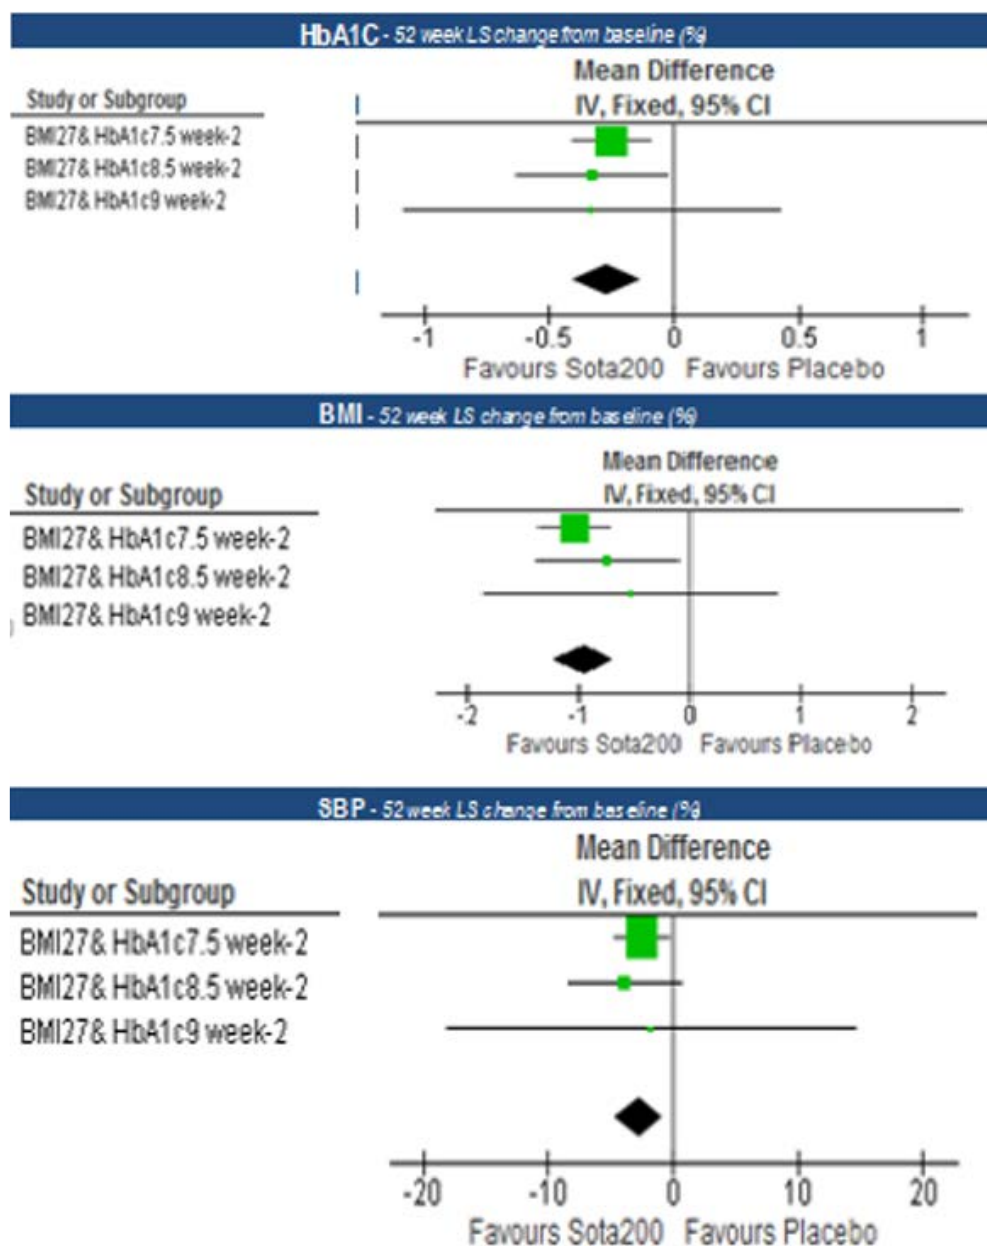 HbA1C - 52 week LS change from baseline (%)
Mean Difference
Study or Subgroup IV, Fixed, 95% CI
BMI27& HbA1c7.5 week-2
BMI27& HbA1c8.5 week-2
BMI27& HbA1c9 week-2
-1 -0.5 0 0.5 1
Favours Sota200 Favours Placebo
BMI - 52 week LS change from baseline (%)
Mean Difference
Study or Subgroup IV, Fixed, 95% CI
BMI27& HbA1c7.5 week-2
BMI27& HbA1c8.5 week-2
BMI27& HbA1c9 week-2
-2 -1 0 1 2
Favours Sota200 Favours Placebo
SBP - 52 week LS change from baseline (%)
Mean Difference
Study or Subgroup IV, Fixed, 95% CI
BMI27& HbA1c7.5 week-2
BMI27& HbA1c8.5 week-2
BMI27& HbA1c9 week-2
-20 -10 0 10 20
Favours Sota200 Favours Placebo